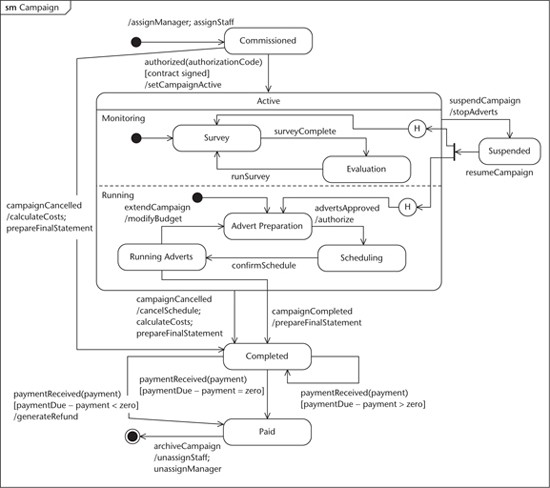 sm Campaign
/assignManager; assignStaff
Commissioned
authorized(authorizationCode)
[contract signed]
/setCampaignActive
Active
suspendCampaign
/stopAdverts
Monitoring
H
Survey
surveyComplete
Suspended
resumeCampaign
runSurvey
Evaluation
campaignCancelled
/calculateCosts;
prepareFinalStatement
Running
extendCampaign
/modifyBudget
advertsApproved
/authorize
H
Advert Preparation
Running Adverts
confirmSchedule
Scheduling
campaignCancelled
/cancelSchedule;
calculateCosts;
prepareFinalStatement
campaignCompleted
/prepareFinalStatement
Completed
paymentReceived(payment)
[paymentDue – payment < zero]
/generateRefund
paymentReceived(payment)
[paymentDue – payment = zero]
paymentReceived(payment)
[paymentDue – payment > zero]
Paid
archiveCampaign
/unassignStaff;
unassignManager